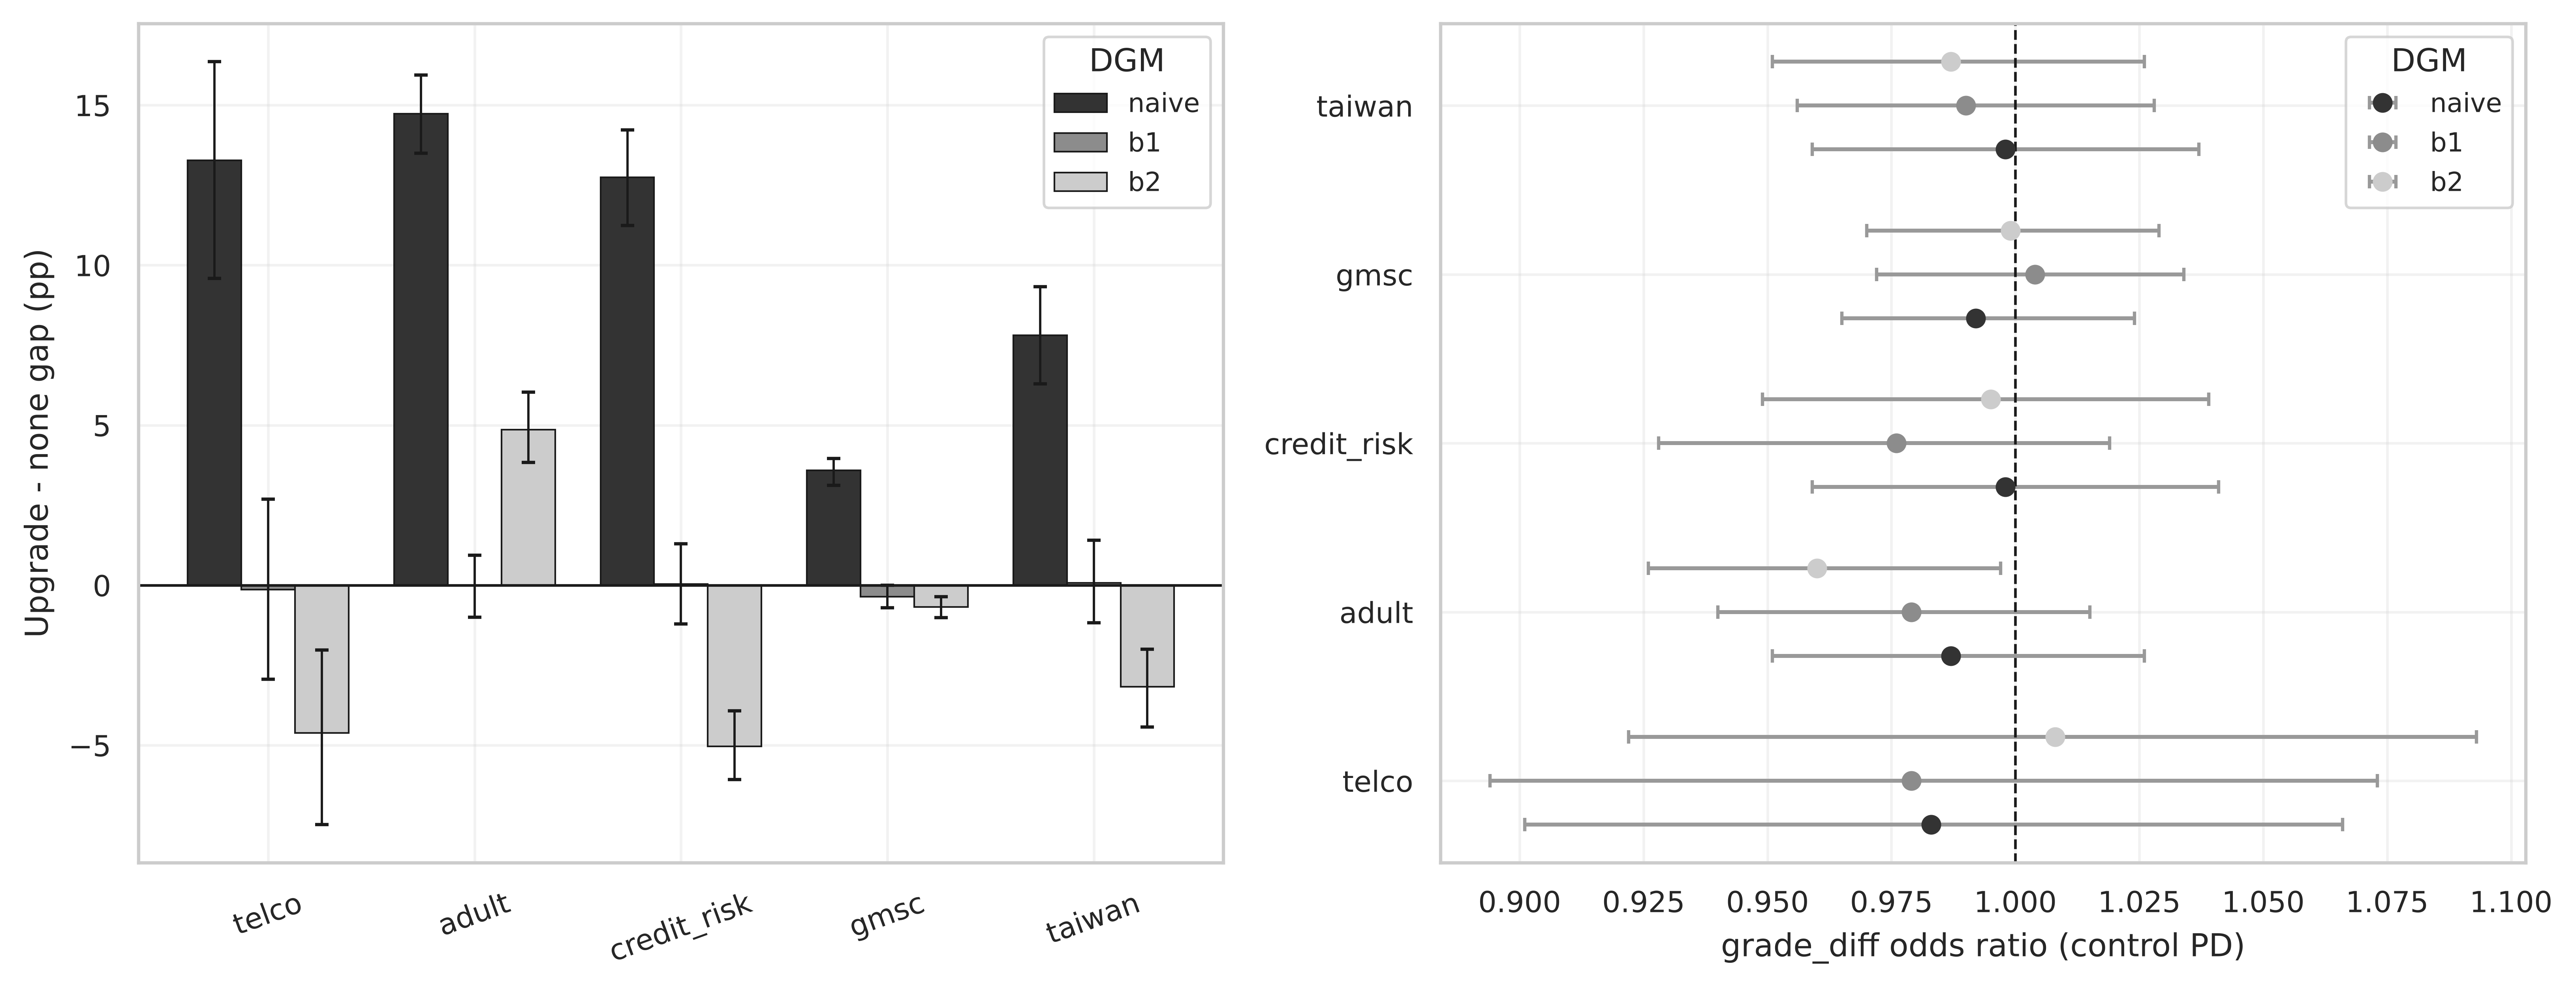 Upgrade - none gap (pp)
15
10
5
0
−5
telco
adult
credit_risk
gmsc
taiwan
DGM
naive
b1
b2
taiwan
gmsc
credit_risk
adult
telco
DGM
naive
b1
b2
0.900 0.925 0.950 0.975 1.000 1.025 1.050 1.075 1.100
grade_diff odds ratio (control PD)